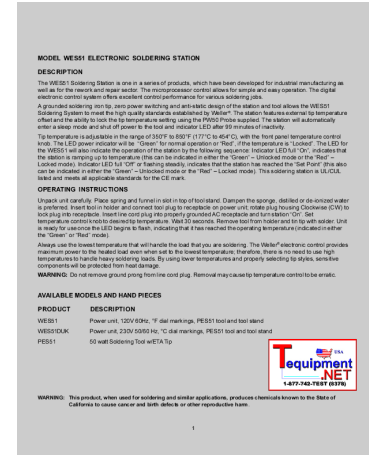 MODEL WES51 ELECTRONIC SOLDERING STATION
DESCRIPTION
The WES51 Soldering Station is one in a series of products, which have been developed for industrial manufacturing as
well as for the rework and repair sector. The microprocessor control allows for simple and easy operation. The digital
electronic control system offers excellent control performance for various soldering jobs.
A grounded soldering iron tip, zero power switching and anti-static design of the station and tool allows the WES51
Soldering System to meet the high quality standards established by Weller®. The station features external tip temperature
offset and the ability to lock the tip temperature setting using the PW50 Probe supplied. The station will automatically
enter a sleep mode and shut off power to the tool and indicator LED after 99 minutes of inactivity.
Tip temperature is adjustable in the range of 350°F to 850°F (177°C to 454°C), with the front panel temperature control
knob. The LED power indicator will be "Green" for normal operation or "Red", if the temperature is "Locked". The LED for
the WES51 will also indicate the operation of the station by the following sequence: Indicator LED full "On", indicates that
the station is ramping up to temperature (this can be indicated in either the "Green" – Unlocked mode or the "Red" –
Locked mode). Indicator LED full "Off" or flashing steadily, indicates that the station has reached the "Set Point" (this also
can be indicated in either the "Green" – Unlocked mode or the "Red" – Locked mode). This soldering station is UL/CUL
listed and meets all applicable standards for the CE mark.
OPERATING INSTRUCTIONS
Unpack unit carefully. Place spring and funnel in slot in top of tool stand. Dampen the sponge, distilled or de-ionized water
is preferred. Insert tool in holder and connect tool plug to receptacle on power unit; rotate plug housing Clockwise (CW) to
lock plug into receptacle. Insert line cord plug into properly grounded AC receptacle and turn station "On". Set
temperature control knob to desired tip temperature. Wait 30 seconds. Remove tool from holder and tin tip with solder. Unit
is ready for use once the LED begins to flash, indicating that it has reached the operating temperature (indicated in either
the "Green" or "Red" mode).
Always use the lowest temperature that will handle the load that you are soldering. The Weller® electronic control provides
maximum power to the heated load even when set to the lowest temperature; therefore, there is no need to use high
temperatures to handle heavy soldering loads. By using lower temperatures and properly selecting tip styles, sensitive
components will be protected from heat damage.
WARNING: Do not remove ground prong from line cord plug. Removal may cause tip temperature control to be erratic.
AVAILABLE MODELS AND HAND PIECES
PRODUCT DESCRIPTION
WES51 Power unit, 120V 60Hz, °F dial markings, PES51 tool and tool stand
WES51DUK Power unit, 230V 50/60 Hz, °C dial markings, PES51 tool and tool stand
PES51 50 watt Soldering Tool w/ETA Tip
USA
Tequipment
.NET
1-877-742-TEST (8378)
WARNING: This product, when used for soldering and similar applications, produces chemicals known to the State of
California to cause cancer and birth defects or other reproductive harm.
1